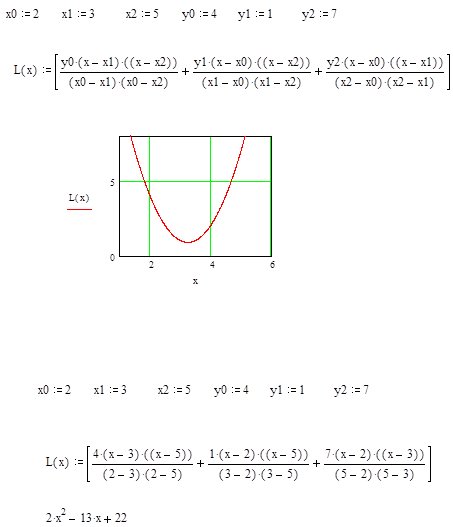 x0 := 2 x1 := 3 x2 := 5 y0 := 4 y1 := 1 y2 := 7
L(x) := [ y0·(x − x1)·((x − x2)) / (x0 − x1)·(x0 − x2) + y1·(x − x0)·((x − x2)) / (x1 − x0)·(x1 − x2) + y2·(x − x0)·((x − x1)) / (x2 − x0)·(x2 − x1) ]
5
L(x)
0
2 4 6
x
x0 := 2 x1 := 3 x2 := 5 y0 := 4 y1 := 1 y2 := 7
L(x) := [ 4·(x − 3)·((x − 5)) / (2 − 3)·(2 − 5) + 1·(x − 2)·((x − 5)) / (3 − 2)·(3 − 5) + 7·(x − 2)·((x − 3)) / (5 − 2)·(5 − 3) ]
2·x² − 13·x + 22